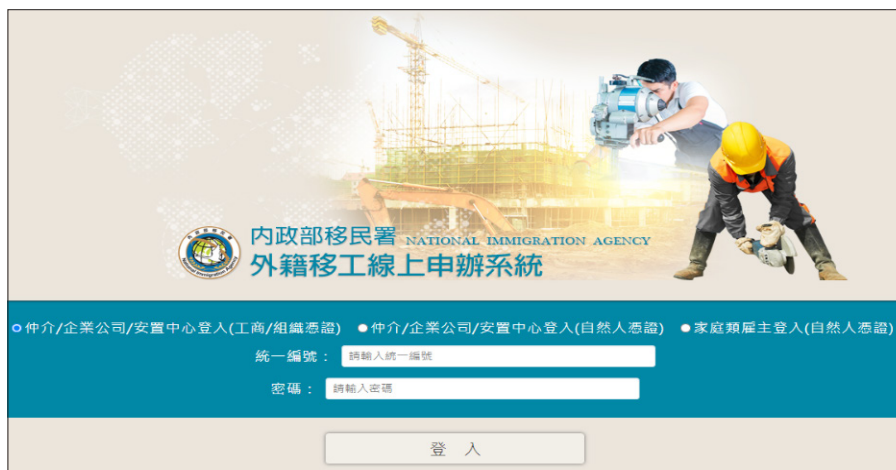 內政部移民署 NATIONAL IMMIGRATION AGENCY
外籍移工線上申辦系統
仲介/企業公司/安置中心登入(工商/組織憑證) 仲介/企業公司/安置中心登入(自然人憑證) 家庭類雇主登入(自然人憑證)
統一編號： 請輸入統一編號
密碼： 請輸入密碼
登 入